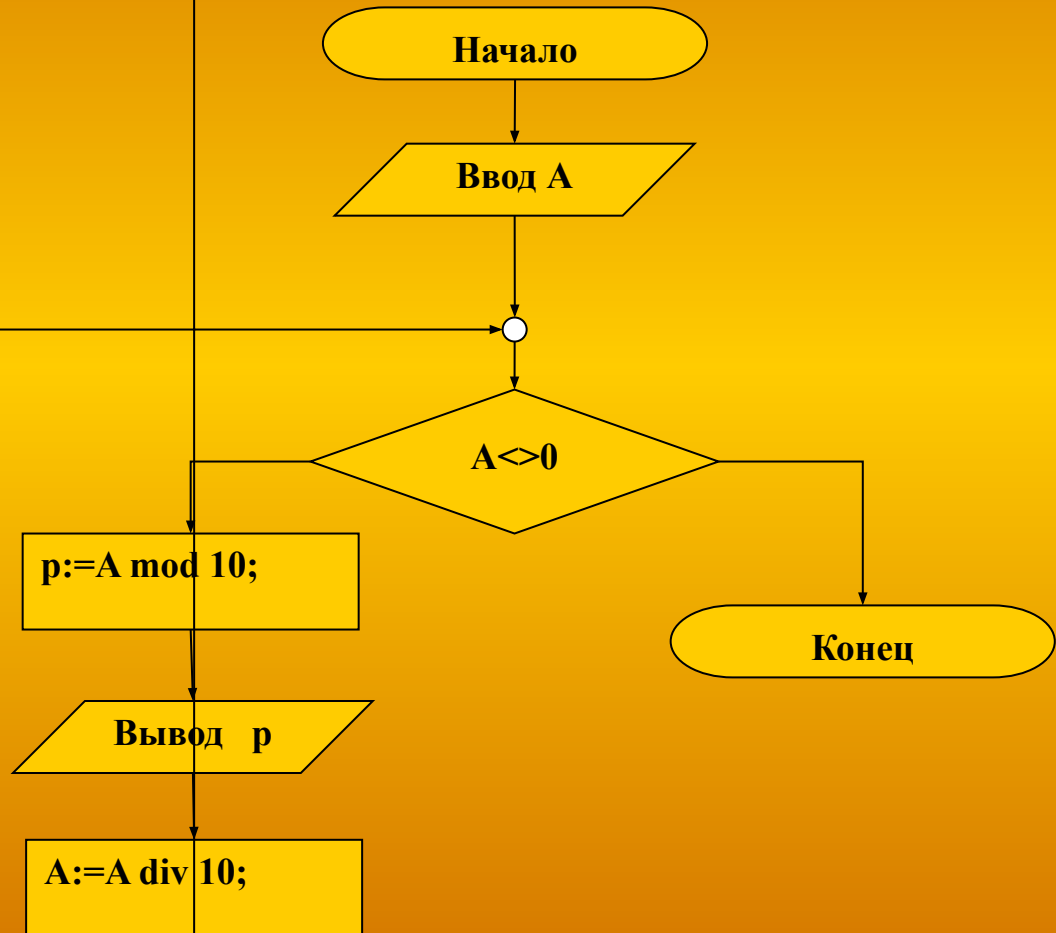 Начало
Ввод A
A<>0
p:=A mod 10;
Конец
Вывод p
A:=A div 10;